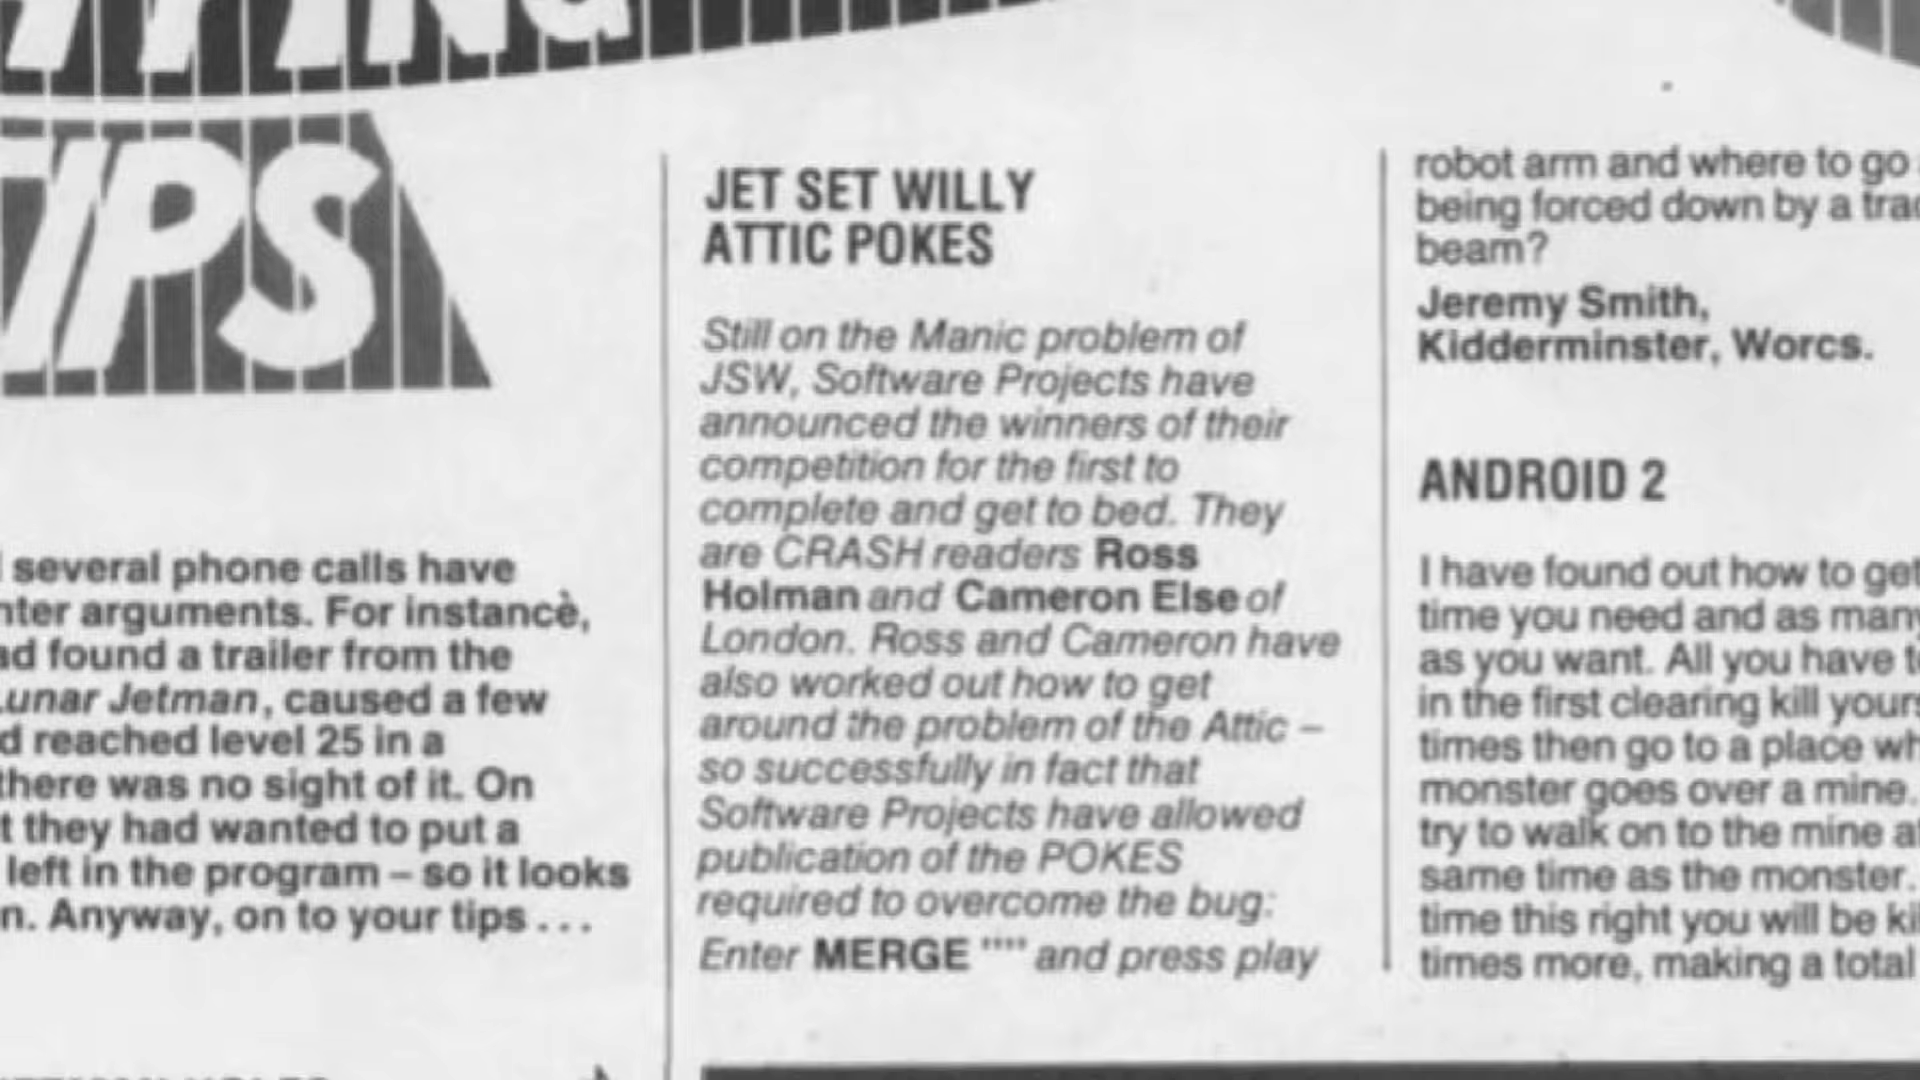 TIPS
several phone calls have
arguments. For instance,
found a trailer from the
Lunar Jetman, caused a few
reached level 25 in a
there was no sight of it. On
they had wanted to put a
left in the program – so it looks
Anyway, on to your tips . . .
JET SET WILLY
ATTIC POKES
Still on the Manic problem of
JSW, Software Projects have
announced the winners of their
competition for the first to
complete and get to bed. They
are CRASH readers Ross
Holman and Cameron Else of
London. Ross and Cameron have
also worked out how to get
around the problem of the Attic –
so successfully in fact that
Software Projects have allowed
publication of the POKES
required to overcome the bug:
Enter MERGE """" and press play
robot arm and where to go
being forced down by a
beam?
Jeremy Smith,
Kidderminster, Worcs.
ANDROID 2
I have found out how to get
time you need and as many
as you want. All you have
in the first clearing kill
times then go to a place
monster goes over a mine.
try to walk on to the mine
same time as the monster.
time this right you will be
times more, making a total